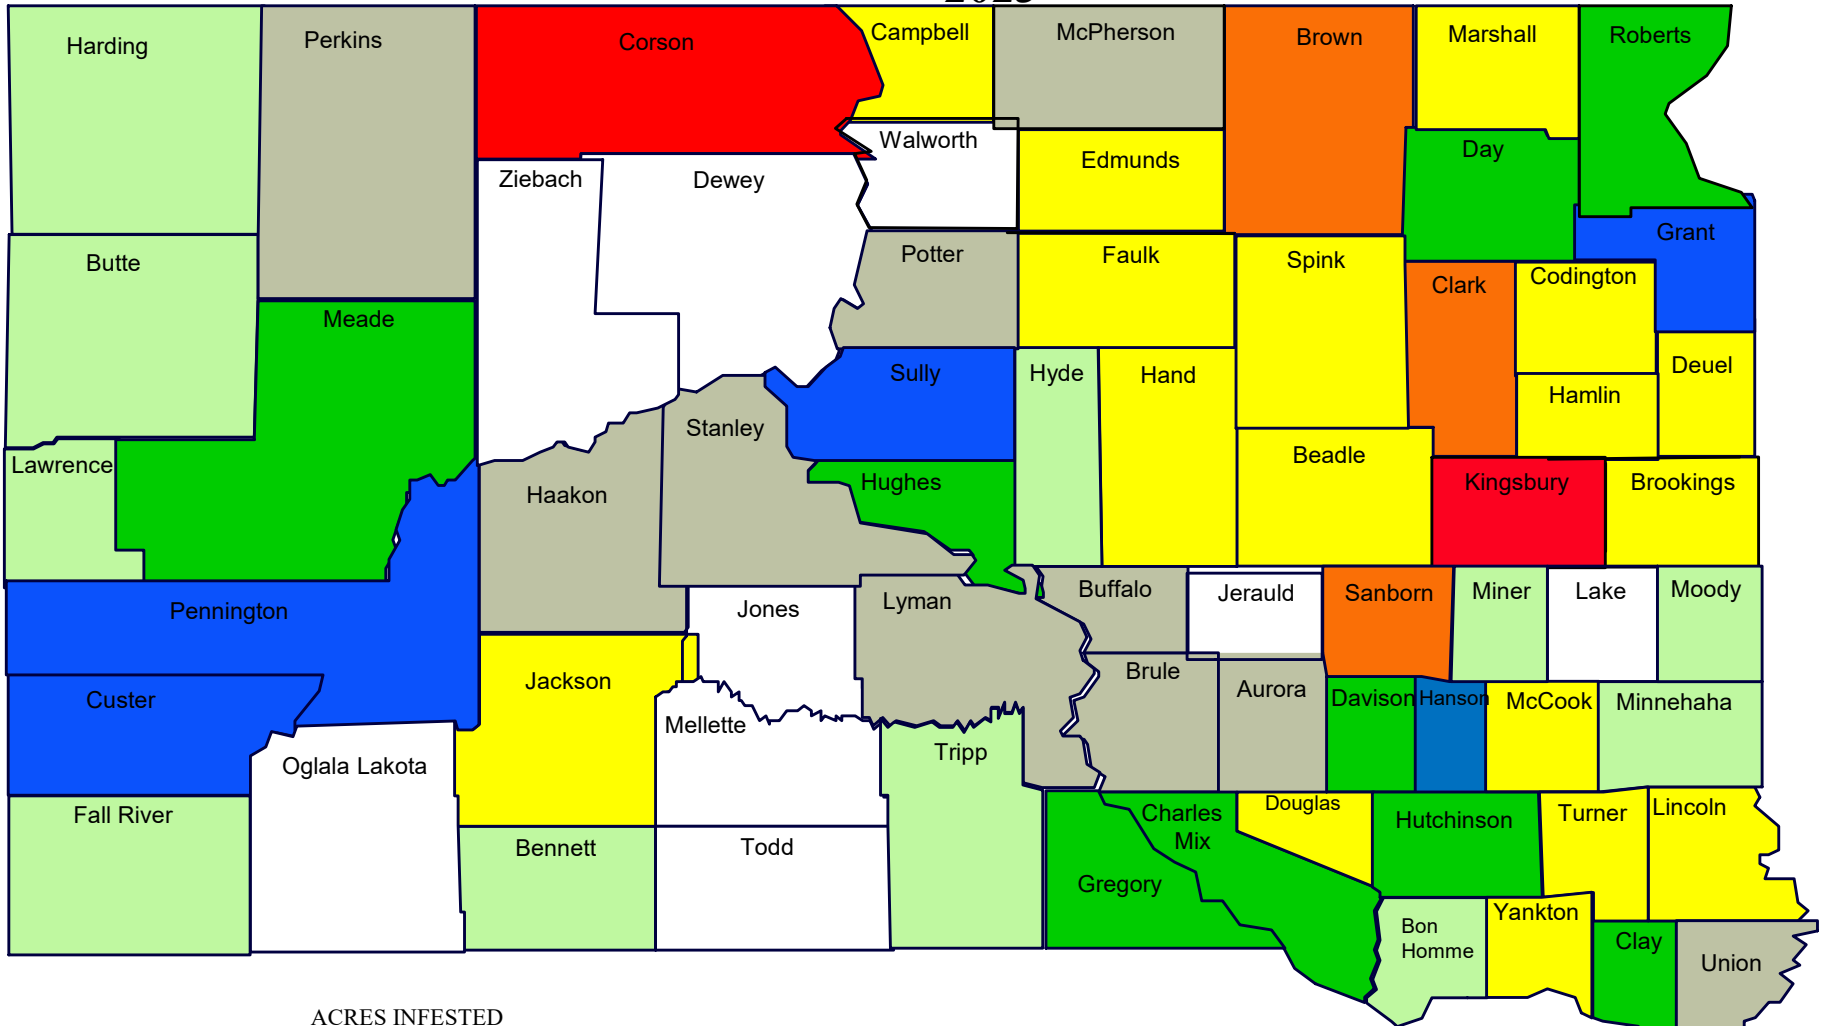 2023
Harding
Perkins
Corson
Campbell
McPherson
Brown
Marshall
Roberts
Walworth
Edmunds
Day
Ziebach
Dewey
Grant
Butte
Potter
Faulk
Spink
Clark
Codington
Meade
Sully
Hyde
Hand
Deuel
Hamlin
Stanley
Lawrence
Haakon
Hughes
Beadle
Kingsbury
Brookings
Pennington
Jones
Lyman
Buffalo
Jerauld
Sanborn
Miner
Lake
Moody
Custer
Jackson
Mellette
Brule
Aurora
Davison
Hanson
McCook
Minnehaha
Oglala Lakota
Tripp
Fall River
Bennett
Todd
Charles
Mix
Gregory
Douglas
Hutchinson
Turner
Lincoln
Bon
Homme
Yankton
Clay
Union
ACRES INFESTED